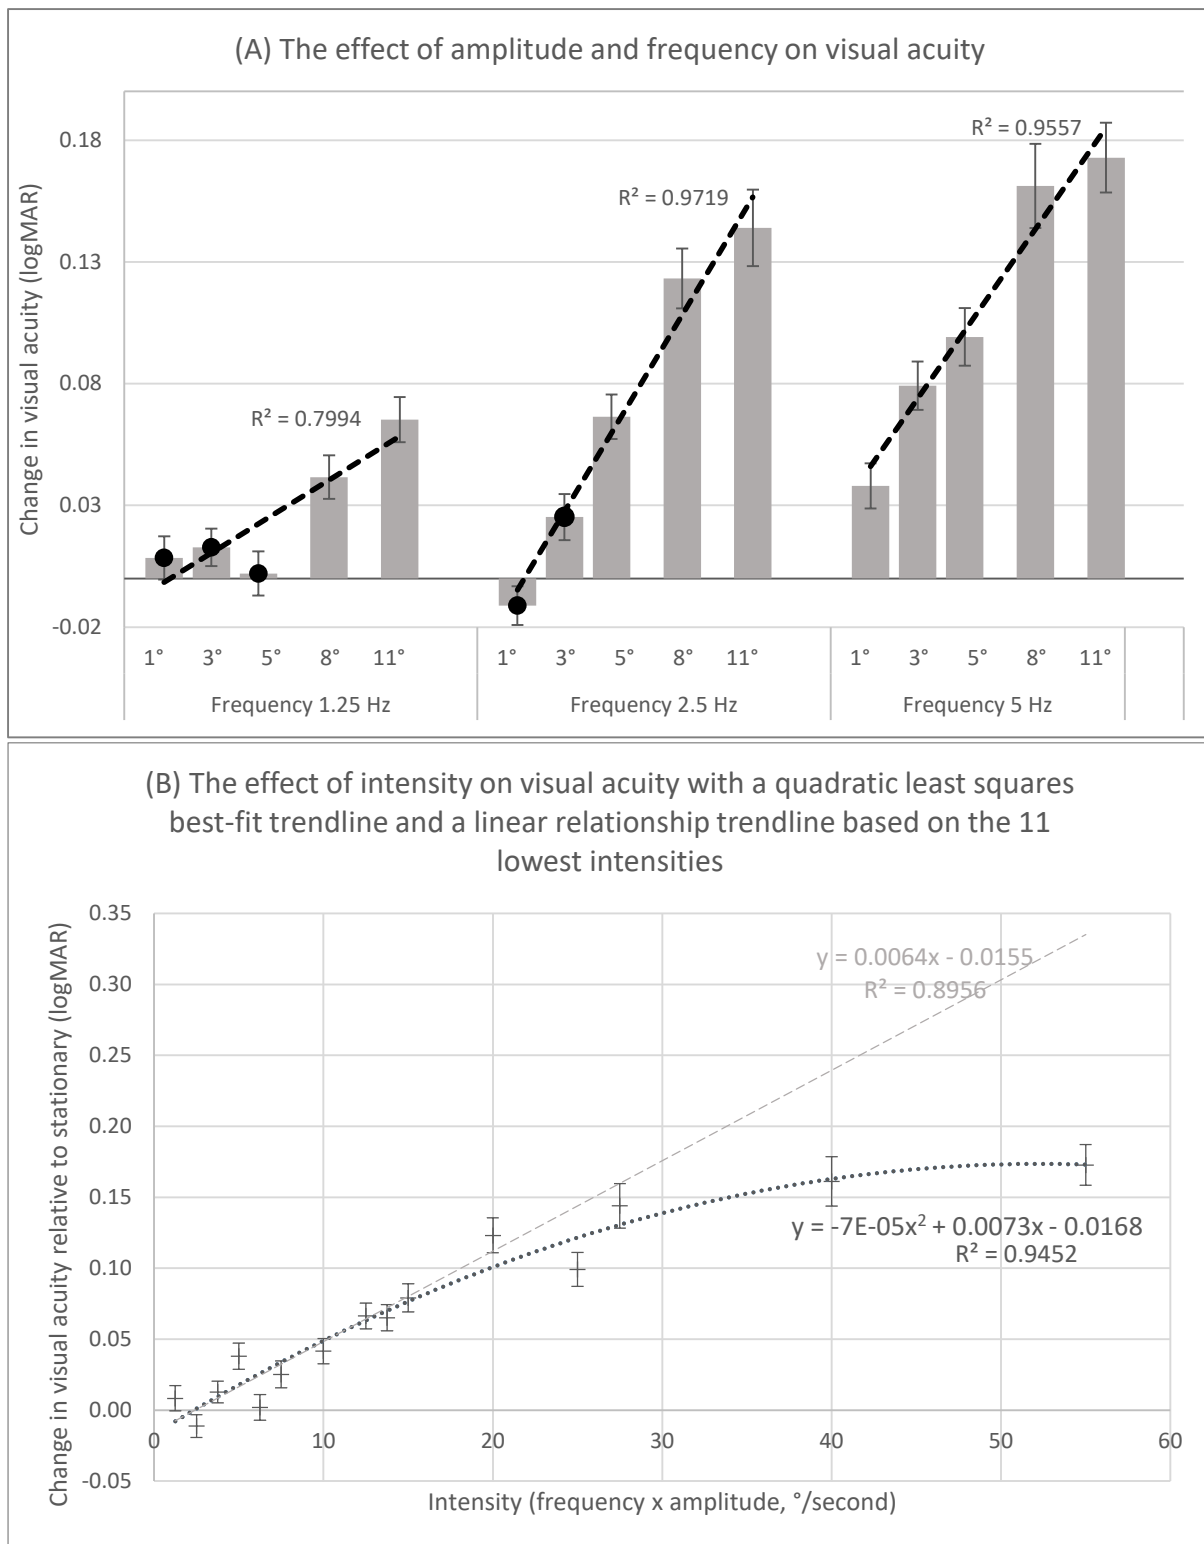 (A) The effect of amplitude and frequency on visual acuity
Change in visual acuity (logMAR)
0.18
0.13
0.08
0.03
-0.02
R² = 0.7994
R² = 0.9719
R² = 0.9557
1° 3° 5° 8° 11° 1° 3° 5° 8° 11° 1° 3° 5° 8° 11°
Frequency 1.25 Hz Frequency 2.5 Hz Frequency 5 Hz
(B) The effect of intensity on visual acuity with a quadratic least squares
best-fit trendline and a linear relationship trendline based on the 11
lowest intensities
Change in visual acuity relative to stationary (logMAR)
0.35
0.30
0.25
0.20
0.15
0.10
0.05
0.00
-0.05
y = 0.0064x - 0.0155
R² = 0.8956
y = -7E-05x² + 0.0073x - 0.0168
R² = 0.9452
0 10 20 30 40 50 60
Intensity (frequency x amplitude, °/second)